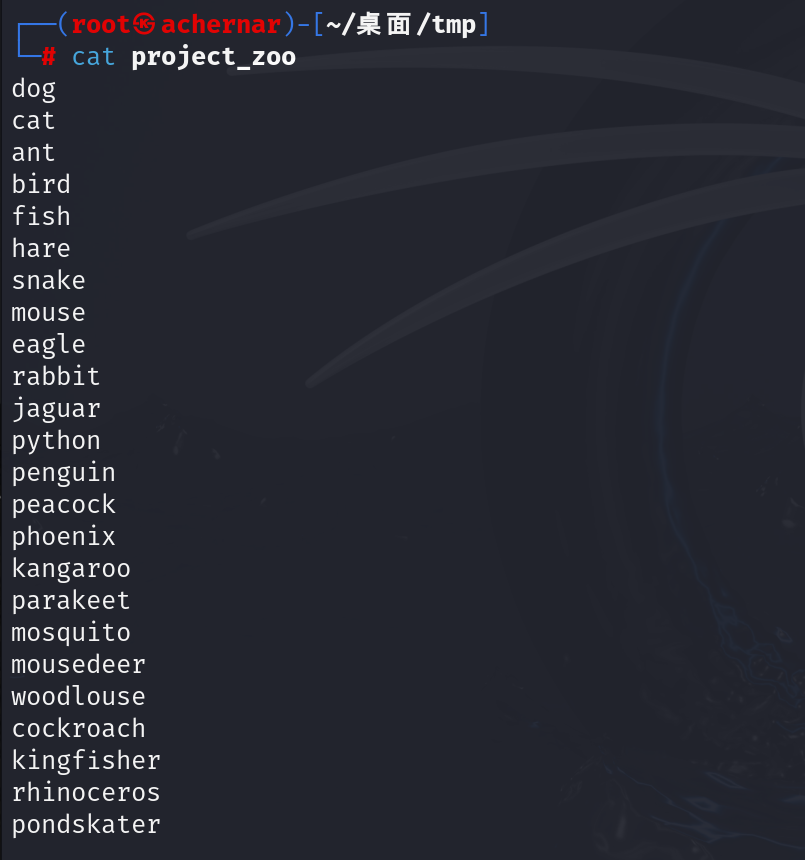 ┌──(root㉿achernar)-[~/桌面/tmp]
└─# cat project_zoo
dog
cat
ant
bird
fish
hare
snake
mouse
eagle
rabbit
jaguar
python
penguin
peacock
phoenix
kangaroo
parakeet
mosquito
mousedeer
woodlouse
cockroach
kingfisher
rhinoceros
pondskater